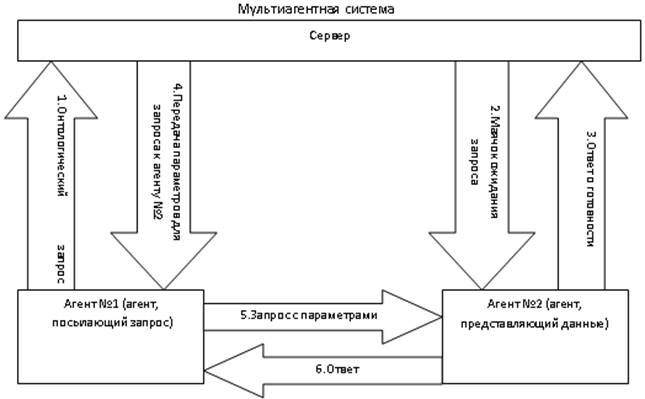 Мультиагентная система
Сервер
1.Онтологический
запрос
4.Передача параметров для
запроса к агенту №2
2.Маячок ожидания
запроса
3.Ответ о готовности
Агент №1 (агент,
посылающий запрос)
5.Запрос с параметрами
Агент №2 (агент,
представляющий данные)
6.Ответ